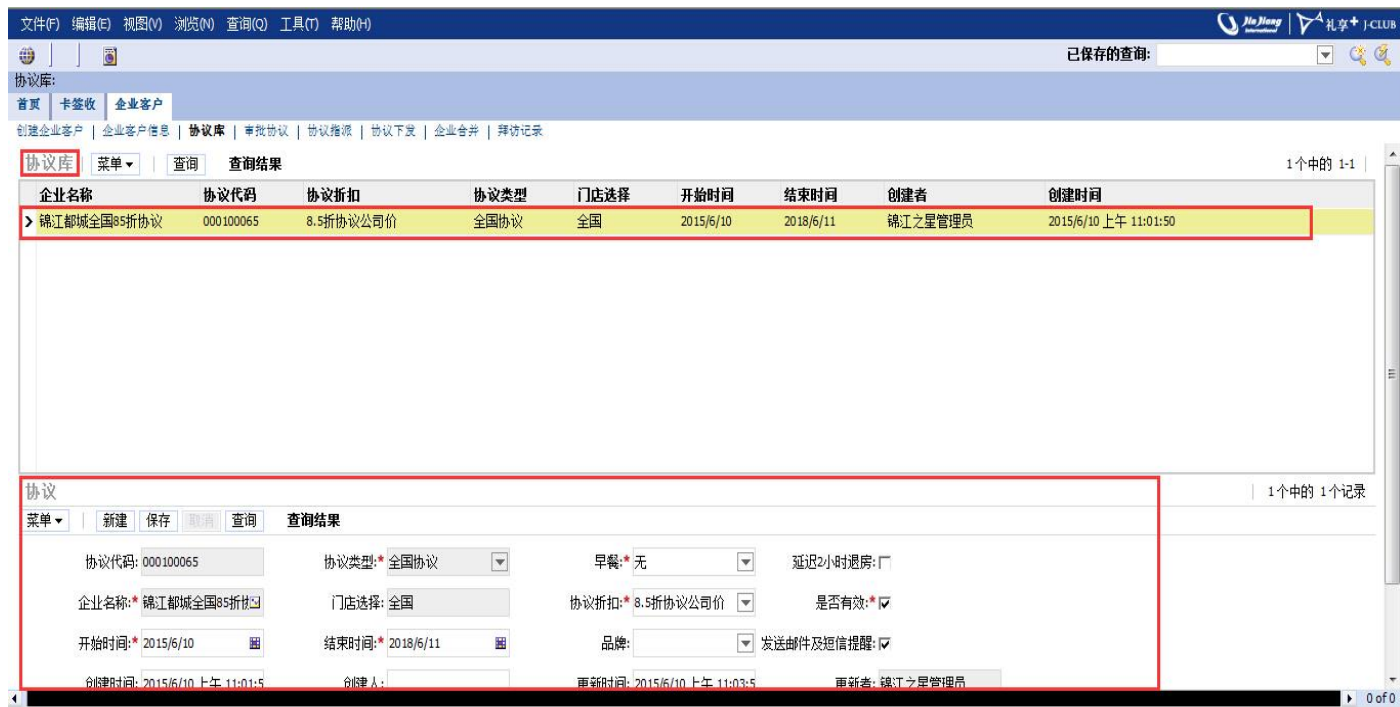 文件(F) 编辑(E) 视图(V) 浏览(N) 查询(Q) 工具(T) 帮助(H) Jin Jiang International 礼享+ J-CLUB
已保存的查询:
协议库:
首页 卡签收 企业客户
创建企业客户 | 企业客户信息 | 协议库 | 审批协议 | 协议指派 | 协议下发 | 企业合并 | 拜访记录
协议库 菜单 查询 查询结果 1个中的 1-1
企业名称 协议代码 协议折扣 协议类型 门店选择 开始时间 结束时间 创建者 创建时间
锦江都城全国85折协议 000100065 8.5折协议公司价 全国协议 全国 2015/6/10 2018/6/11 锦江之星管理员 2015/6/10 上午 11:01:50
协议 1个中的 1个记录
菜单 新建 保存 取消 查询 查询结果
协议代码: 000100065 协议类型:* 全国协议 早餐:* 无 延迟2小时退房:
企业名称:* 锦江都城全国85折 门店选择: 全国 协议折扣:* 8.5折协议公司价 是否有效:*
开始时间:* 2015/6/10 结束时间:* 2018/6/11 品牌: 发送邮件及短信提醒:
创建时间: 2015/6/10 上午 11:01:5 创建人: 更新时间: 2015/6/10 上午 11:03:5 更新者: 锦江之星管理员
0 of 0